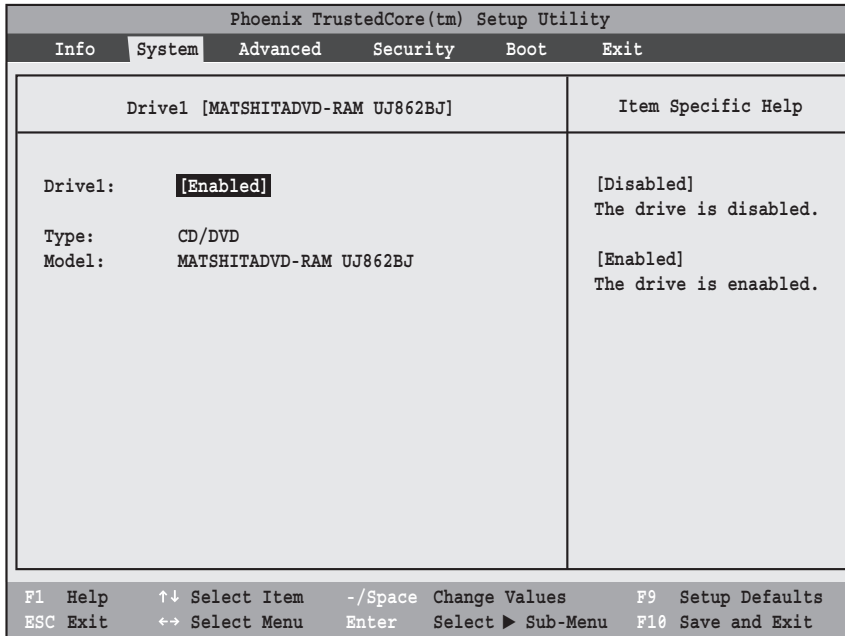 Phoenix TrustedCore(tm) Setup Utility
Info System Advanced Security Boot Exit
Drive1 [MATSHITADVD-RAM UJ862BJ]
Item Specific Help
Drive1: [Enabled]
Type: CD/DVD
Model: MATSHITADVD-RAM UJ862BJ
[Disabled]
The drive is disabled.
[Enabled]
The drive is enaabled.
F1 Help ↑↓ Select Item -/Space Change Values F9 Setup Defaults
ESC Exit ←→ Select Menu Enter Select ▶ Sub-Menu F10 Save and Exit